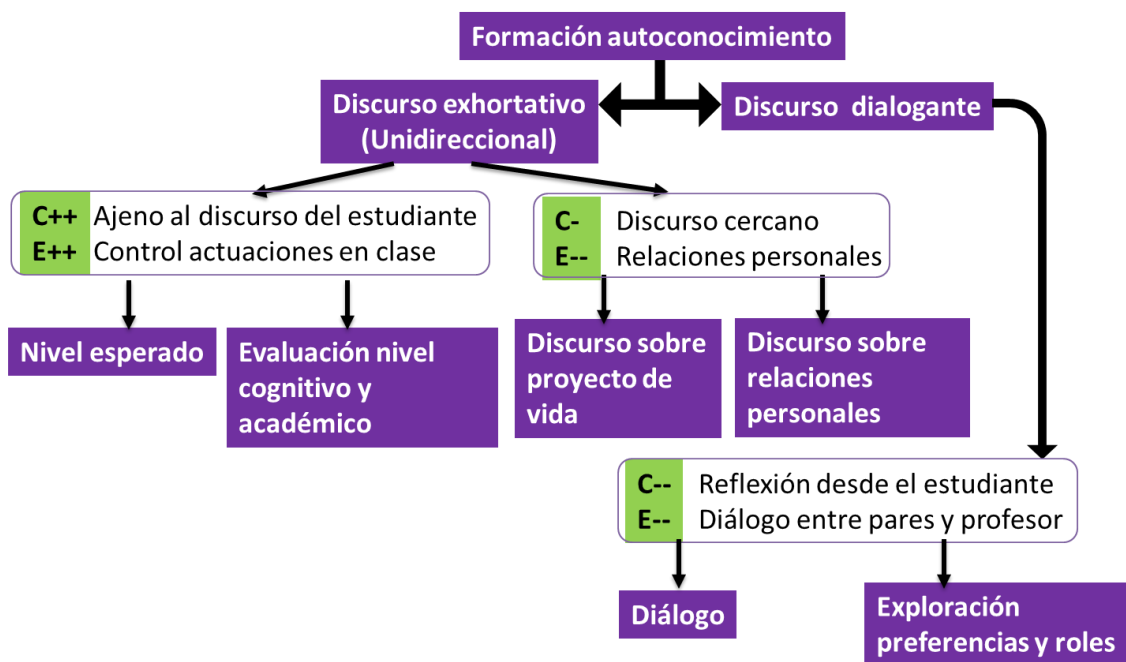 Formación autoconocimiento
Discurso exhortativo
(Unidireccional)
Discurso dialogante
C++ Ajeno al discurso del estudiante
E++ Control actuaciones en clase
C- Discurso cercano
E-- Relaciones personales
Nivel esperado
Evaluación nivel
cognitivo y
académico
Discurso sobre
proyecto de
vida
Discurso sobre
relaciones
personales
C-- Reflexión desde el estudiante
E-- Diálogo entre pares y profesor
Diálogo
Exploración
preferencias y roles